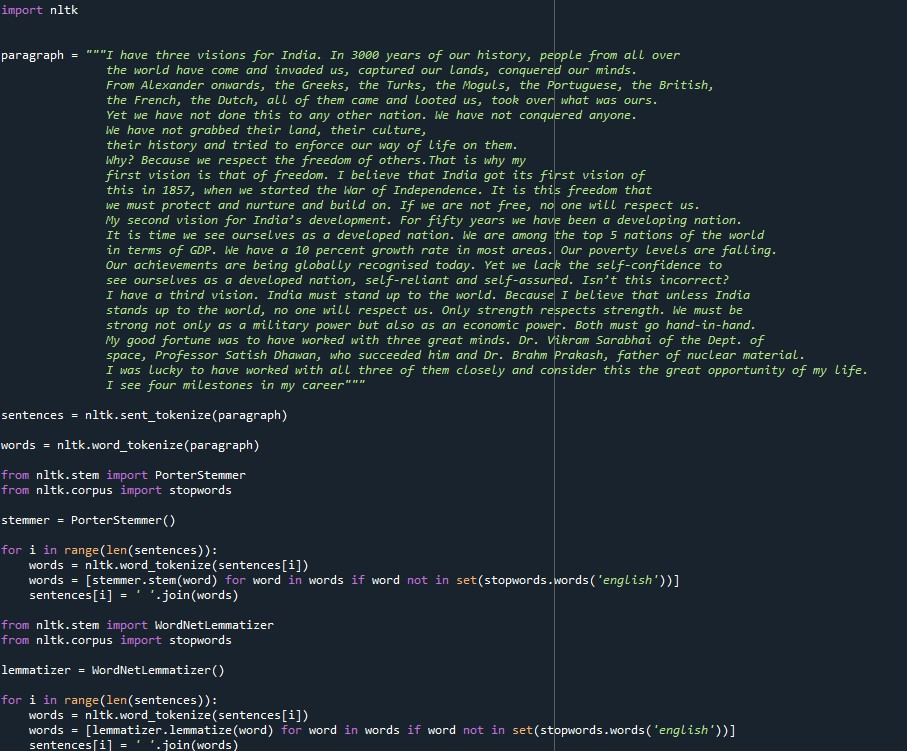 import nltk
paragraph = """I have three visions for India. In 3000 years of our history, people from all over
the world have come and invaded us, captured our lands, conquered our minds.
From Alexander onwards, the Greeks, the Turks, the Moguls, the Portuguese, the British,
the French, the Dutch, all of them came and looted us, took over what was ours.
Yet we have not done this to any other nation. We have not conquered anyone.
We have not grabbed their land, their culture,
their history and tried to enforce our way of life on them.
Why? Because we respect the freedom of others.That is why my
first vision is that of freedom. I believe that India got its first vision of
this in 1857, when we started the War of Independence. It is this freedom that
we must protect and nurture and build on. If we are not free, no one will respect us.
My second vision for India’s development. For fifty years we have been a developing nation.
It is time we see ourselves as a developed nation. We are among the top 5 nations of the world
in terms of GDP. We have a 10 percent growth rate in most areas. Our poverty levels are falling.
Our achievements are being globally recognised today. Yet we lack the self-confidence to
see ourselves as a developed nation, self-reliant and self-assured. Isn’t this incorrect?
I have a third vision. India must stand up to the world. Because I believe that unless India
stands up to the world, no one will respect us. Only strength respects strength. We must be
strong not only as a military power but also as an economic power. Both must go hand-in-hand.
My good fortune was to have worked with three great minds. Dr. Vikram Sarabhai of the Dept. of
space, Professor Satish Dhawan, who succeeded him and Dr. Brahm Prakash, father of nuclear material.
I was lucky to have worked with all three of them closely and consider this the great opportunity of my life.
I see four milestones in my career"""
sentences = nltk.sent_tokenize(paragraph)
words = nltk.word_tokenize(paragraph)
from nltk.stem import PorterStemmer
from nltk.corpus import stopwords
stemmer = PorterStemmer()
for i in range(len(sentences)):
words = nltk.word_tokenize(sentences[i])
words = [stemmer.stem(word) for word in words if word not in set(stopwords.words('english'))]
sentences[i] = ' '.join(words)
from nltk.stem import WordNetLemmatizer
from nltk.corpus import stopwords
lemmatizer = WordNetLemmatizer()
for i in range(len(sentences)):
words = nltk.word_tokenize(sentences[i])
words = [lemmatizer.lemmatize(word) for word in words if word not in set(stopwords.words('english'))]
sentences[i] = ' '.join(words)